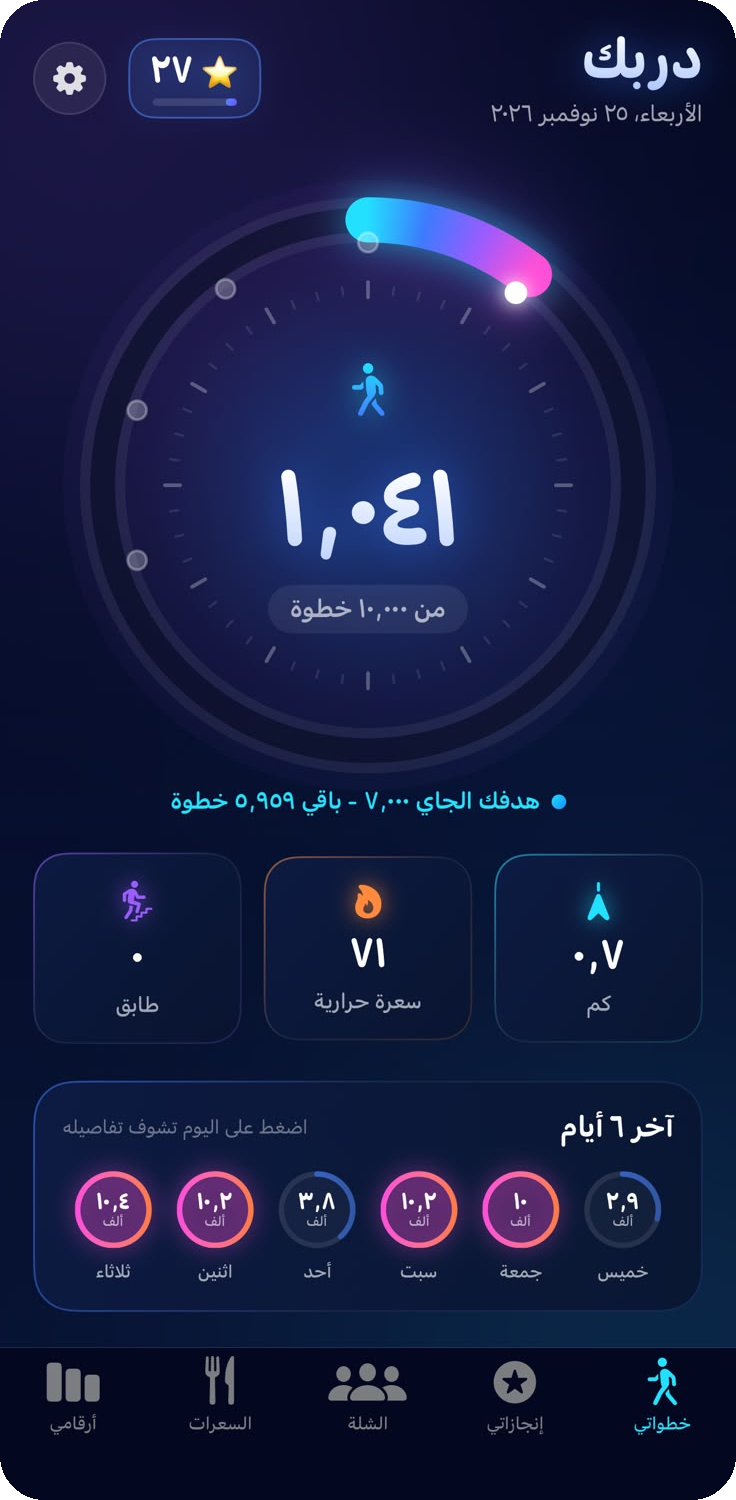 دربك
٢٧
الأربعاء، ٢٥ نوفمبر ٢٠٢٦
١,٠٤١
من ١٠,٠٠٠ خطوة
هدفك الجاي ٧,٠٠٠ - باقي ٥,٩٥٩ خطوة
٠,٧
كم
٧١
سعرة حرارية
٠
طابق
آخر ٦ أيام
اضغط على اليوم تشوف تفاصيله
٢,٩
ألف
خميس
١٠
ألف
جمعة
١٠,٢
ألف
سبت
٣,٨
ألف
أحد
١٠,٢
ألف
اثنين
١٠,٤
ألف
ثلاثاء
خطواتي
إنجازاتي
الشلة
السعرات
أرقامي